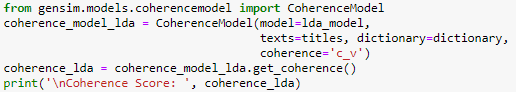 from gensim.models.coherencemodel import CoherenceModel
coherence_model_lda = CoherenceModel(model=lda_model,
                                     texts=titles, dictionary=dictionary,
                                     coherence='c_v')
coherence_lda = coherence_model_lda.get_coherence()
print('\nCoherence Score: ', coherence_lda)